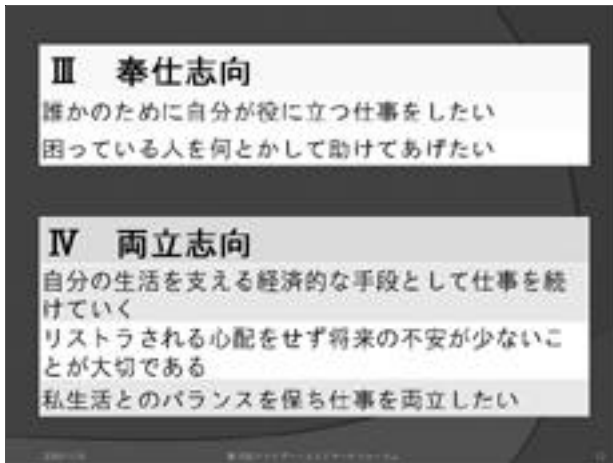 Ⅲ 奉仕志向
誰かのために自分が役に立つ仕事をしたい
困っている人を何とかして助けてあげたい
Ⅳ 両立志向
自分の生活を支える経済的な手段として仕事を続
けていく
リストラされる心配をせず将来の不安が少ないこ
とが大切である
私生活とのバランスを保ち仕事を両立したい